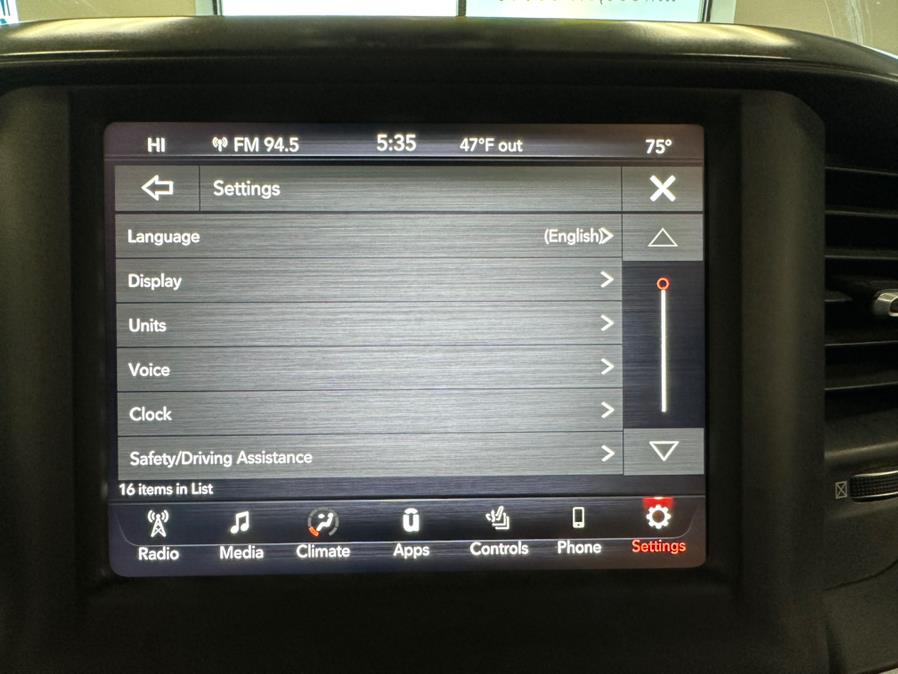 HI FM 94.5 5:35 47°F out 75°
Settings
Language (English)
Display
Units
Voice
Clock
Safety/Driving Assistance
16 items in List
Radio Media Climate Apps Controls Phone Settings